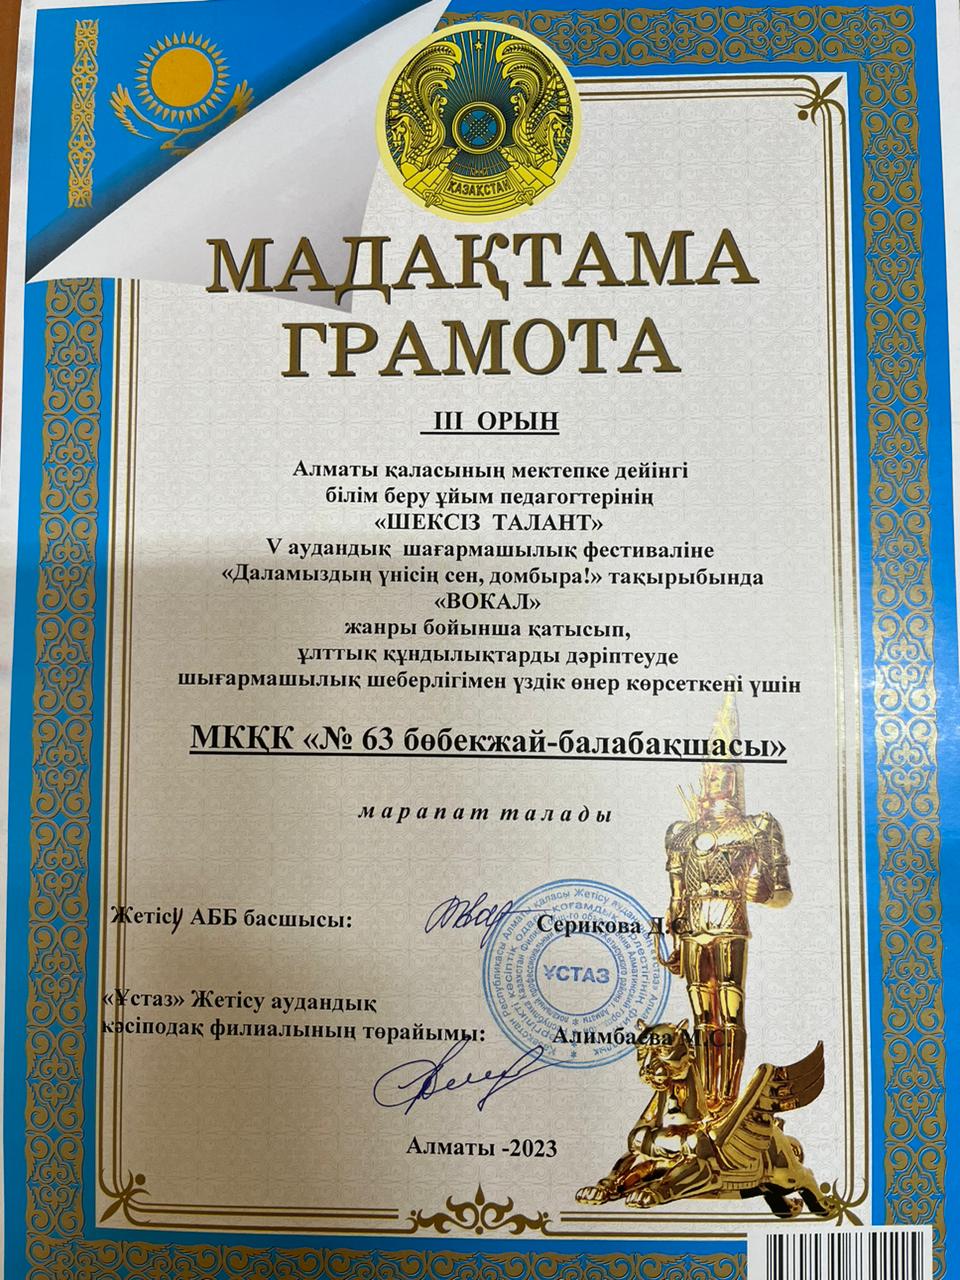 ҚАЗАҚСТАН
МАДАҚТАМА
ГРАМОТА
III ОРЫН
Алматы қаласының мектепке дейінгі
білім беру ұйым педагогтерінің
«ШЕКСІЗ ТАЛАНТ»
V аудандық шағармашылық фестиваліне
«Даламыздың үнісің сен, домбыра!» тақырыбында
«ВОКАЛ»
жанры бойынша қатысып,
ұлттық құндылықтарды дәріптеуде
шығармашылық шеберлігімен үздік өнер көрсеткені үшін
МКҚК «№ 63 бөбекжай-балабақшасы»
марапат талады
Жетісу АББ басшысы:
Серикова Д.С.
ҰСТАЗ
«Ұстаз» Жетісу аудандық
кәсіподақ филиалының төрайымы:
Алимбаева М.С.
Алматы -2023